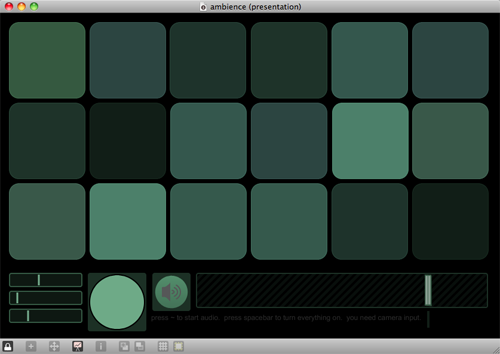 ambience (presentation)
press ~ to start audio. press spacebar to turn everything on. you need camera input.